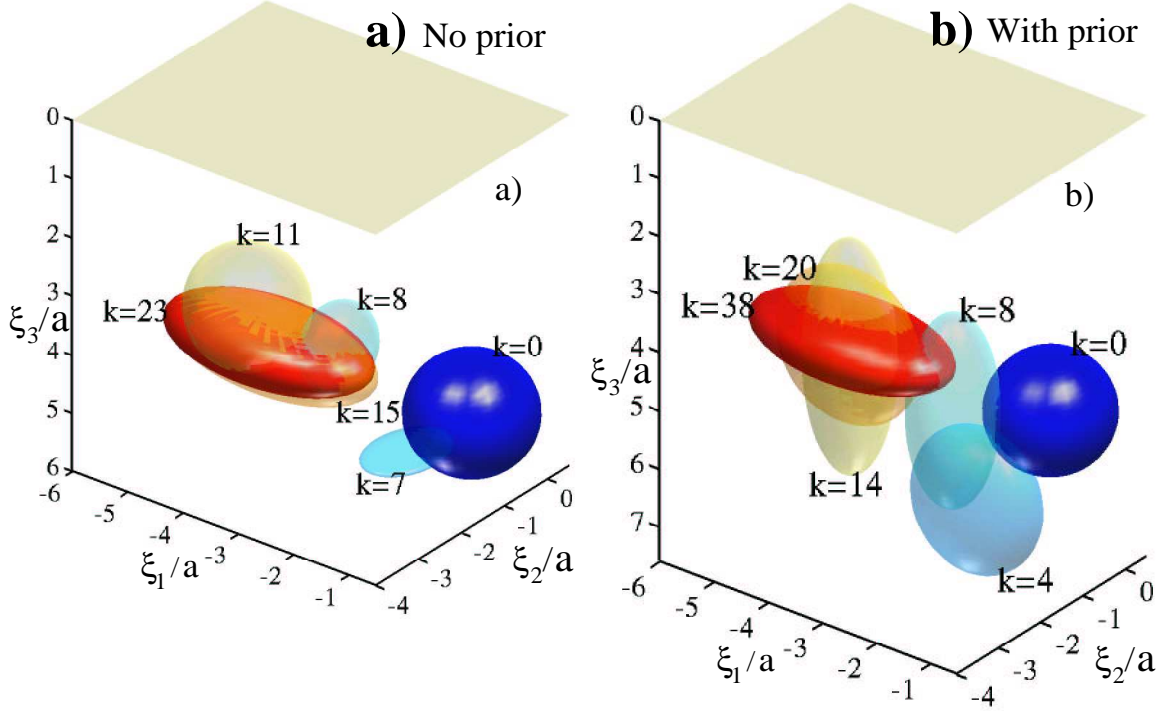 a) No prior
b) With prior
0
1
2
3
4
5
6
ξ3/a
a)
k=11
k=23
k=8
k=0
k=15
k=7
-6
-5
-4
-3
-2
-1
ξ1/a
-4
-3
-2
-1
0
ξ2/a
0
1
2
3
4
5
6
7
ξ3/a
b)
k=20
k=38
k=8
k=0
k=14
k=4
-6
-5
-4
-3
-2
-1
ξ1/a
-4
-3
-2
-1
0
ξ2/a